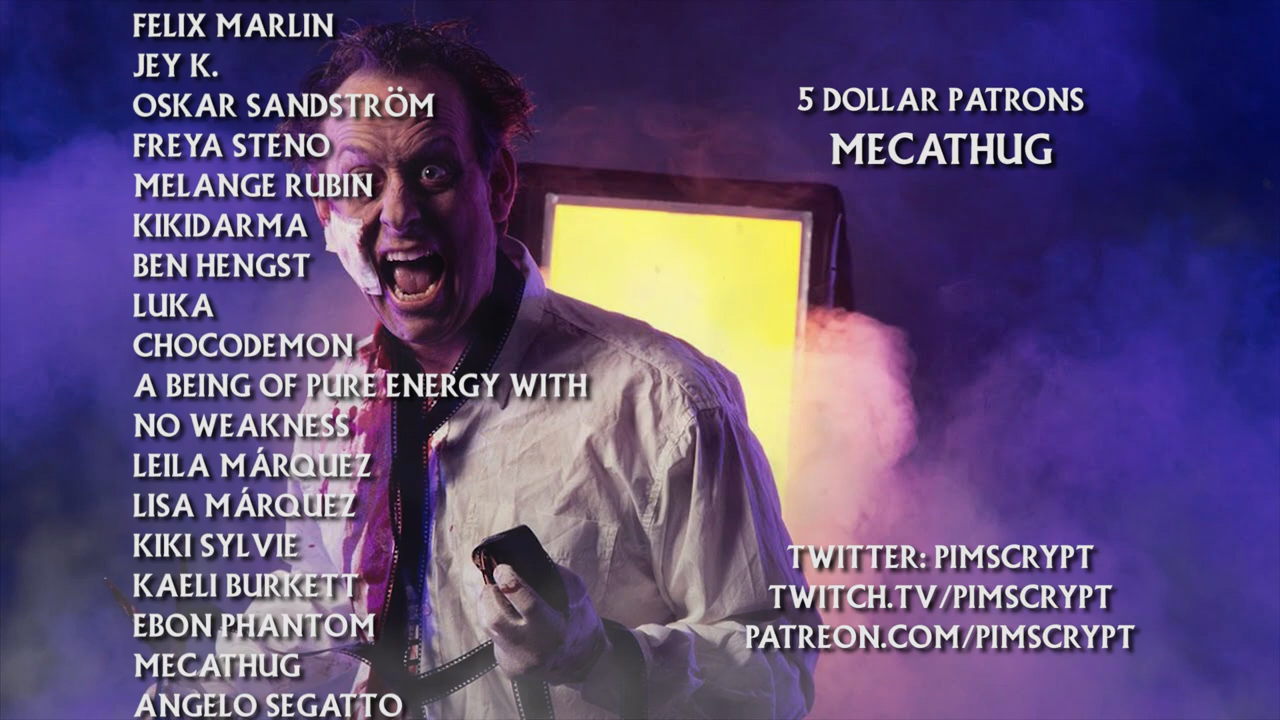 FELIX MARLIN
JEY K.
OSKAR SANDSTRÖM
FREYA STENO
MELANGE RUBIN
KIKIDARMA
BEN HENGST
LUKA
CHOCODEMON
A BEING OF PURE ENERGY WITH
NO WEAKNESS
LEILA MÁRQUEZ
LISA MÁRQUEZ
KIKI SYLVIE
KAELI BURKETT
EBON PHANTOM
MECATHUG
ANGELO SEGATTO
5 DOLLAR PATRONS
MECATHUG
TWITTER: PIMSCRYPT
TWITCH.TV/PIMSCRYPT
PATREON.COM/PIMSCRYPT